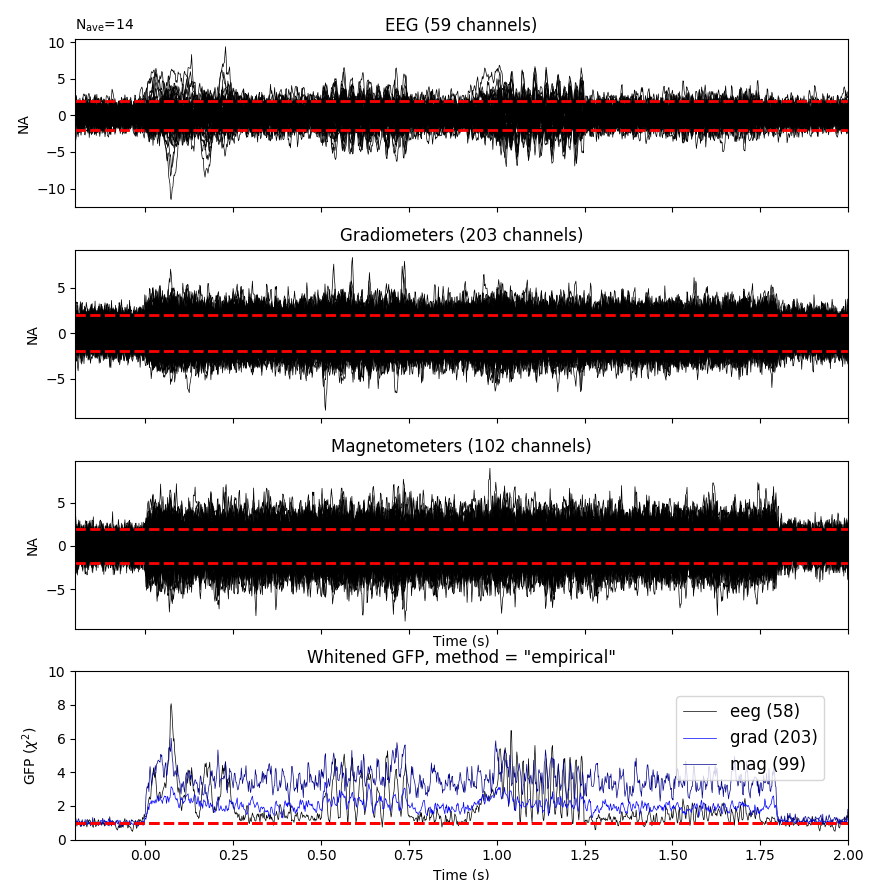 N_ave=14
EEG (59 channels)
10
5
0
−5
−10
NA
Gradiometers (203 channels)
5
0
−5
NA
Magnetometers (102 channels)
5
0
−5
NA
Time (s)
Whitened GFP, method = "empirical"
10
8
6
4
2
0
GFP (χ²)
eeg (58)
grad (203)
mag (99)
0.00 0.25 0.50 0.75 1.00 1.25 1.50 1.75 2.00
Time (s)